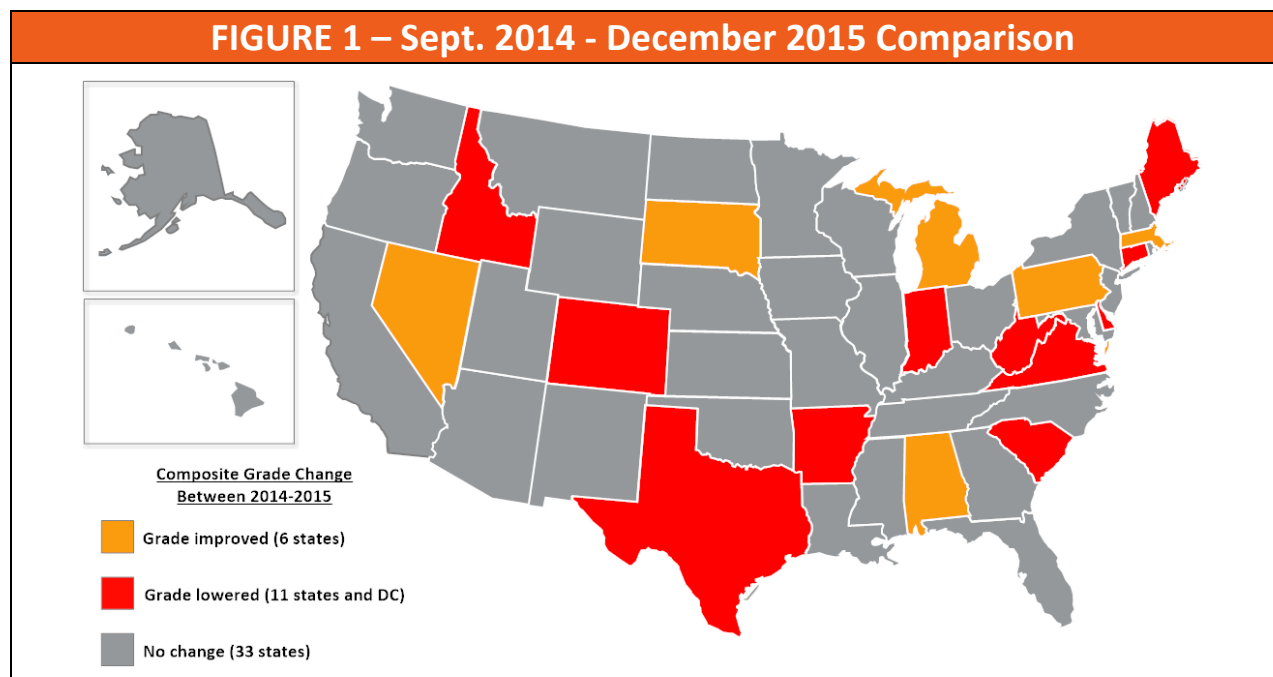 FIGURE 1 – Sept. 2014 - December 2015 Comparison
Composite Grade Change
Between 2014-2015
Grade improved (6 states)
Grade lowered (11 states and DC)
No change (33 states)